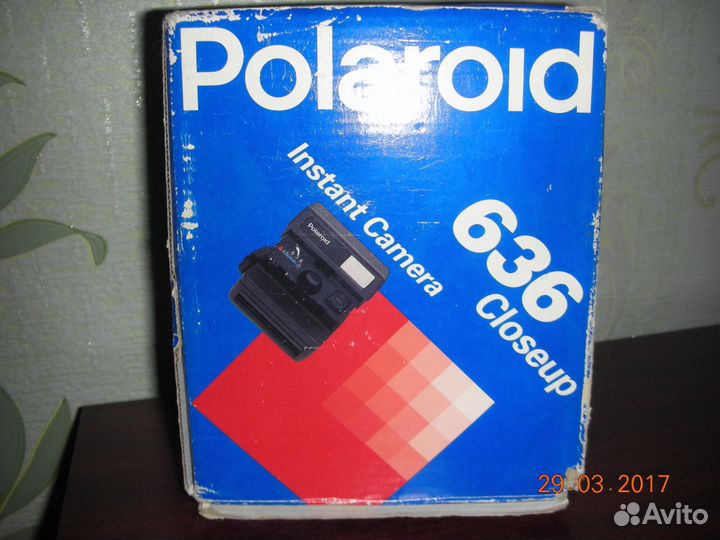 Polaroid
Instant Camera
636
Closeup
Polaroid
29.03.2017
Avito